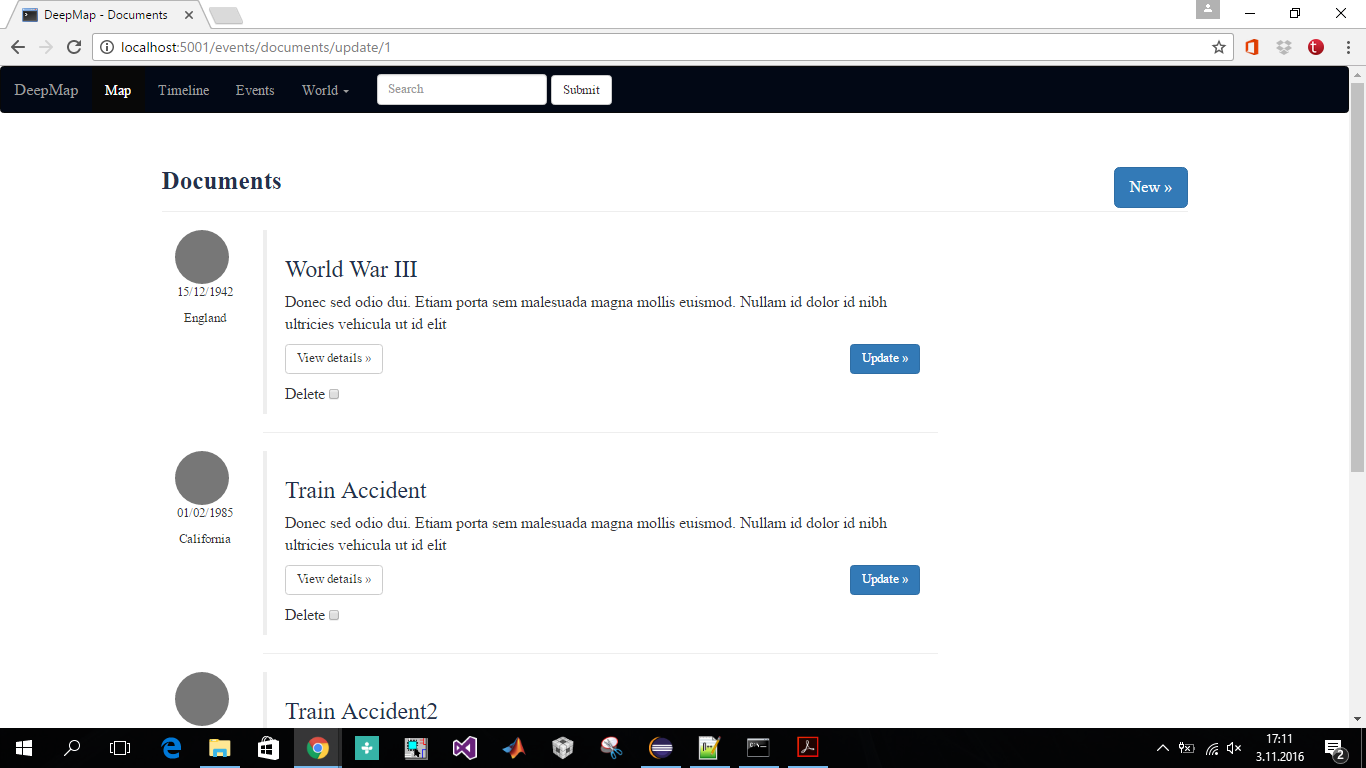 DeepMap - Documents
localhost:5001/events/documents/update/1
DeepMap Map Timeline Events World Search Submit
Documents
New »
World War III
15/12/1942
England
Donec sed odio dui. Etiam porta sem malesuada magna mollis euismod. Nullam id dolor id nibh
ultricies vehicula ut id elit
View details » Update »
Delete
Train Accident
01/02/1985
California
Donec sed odio dui. Etiam porta sem malesuada magna mollis euismod. Nullam id dolor id nibh
ultricies vehicula ut id elit
View details » Update »
Delete
Train Accident2
17:11
3.11.2016
2